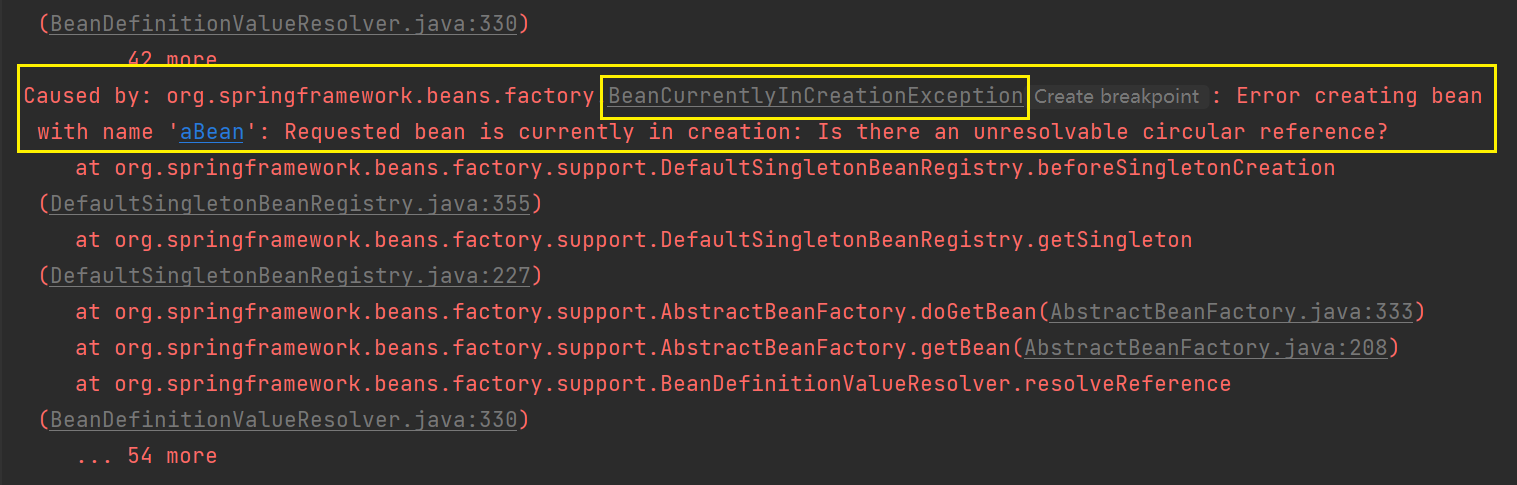 (BeanDefinitionValueResolver.java:330)
... 42 more
Caused by: org.springframework.beans.factory.BeanCurrentlyInCreationException Create breakpoint : Error creating bean
with name 'aBean': Requested bean is currently in creation: Is there an unresolvable circular reference?
at org.springframework.beans.factory.support.DefaultSingletonBeanRegistry.beforeSingletonCreation
(DefaultSingletonBeanRegistry.java:355)
at org.springframework.beans.factory.support.DefaultSingletonBeanRegistry.getSingleton
(DefaultSingletonBeanRegistry.java:227)
at org.springframework.beans.factory.support.AbstractBeanFactory.doGetBean(AbstractBeanFactory.java:333)
at org.springframework.beans.factory.support.AbstractBeanFactory.getBean(AbstractBeanFactory.java:208)
at org.springframework.beans.factory.support.BeanDefinitionValueResolver.resolveReference
(BeanDefinitionValueResolver.java:330)
... 54 more